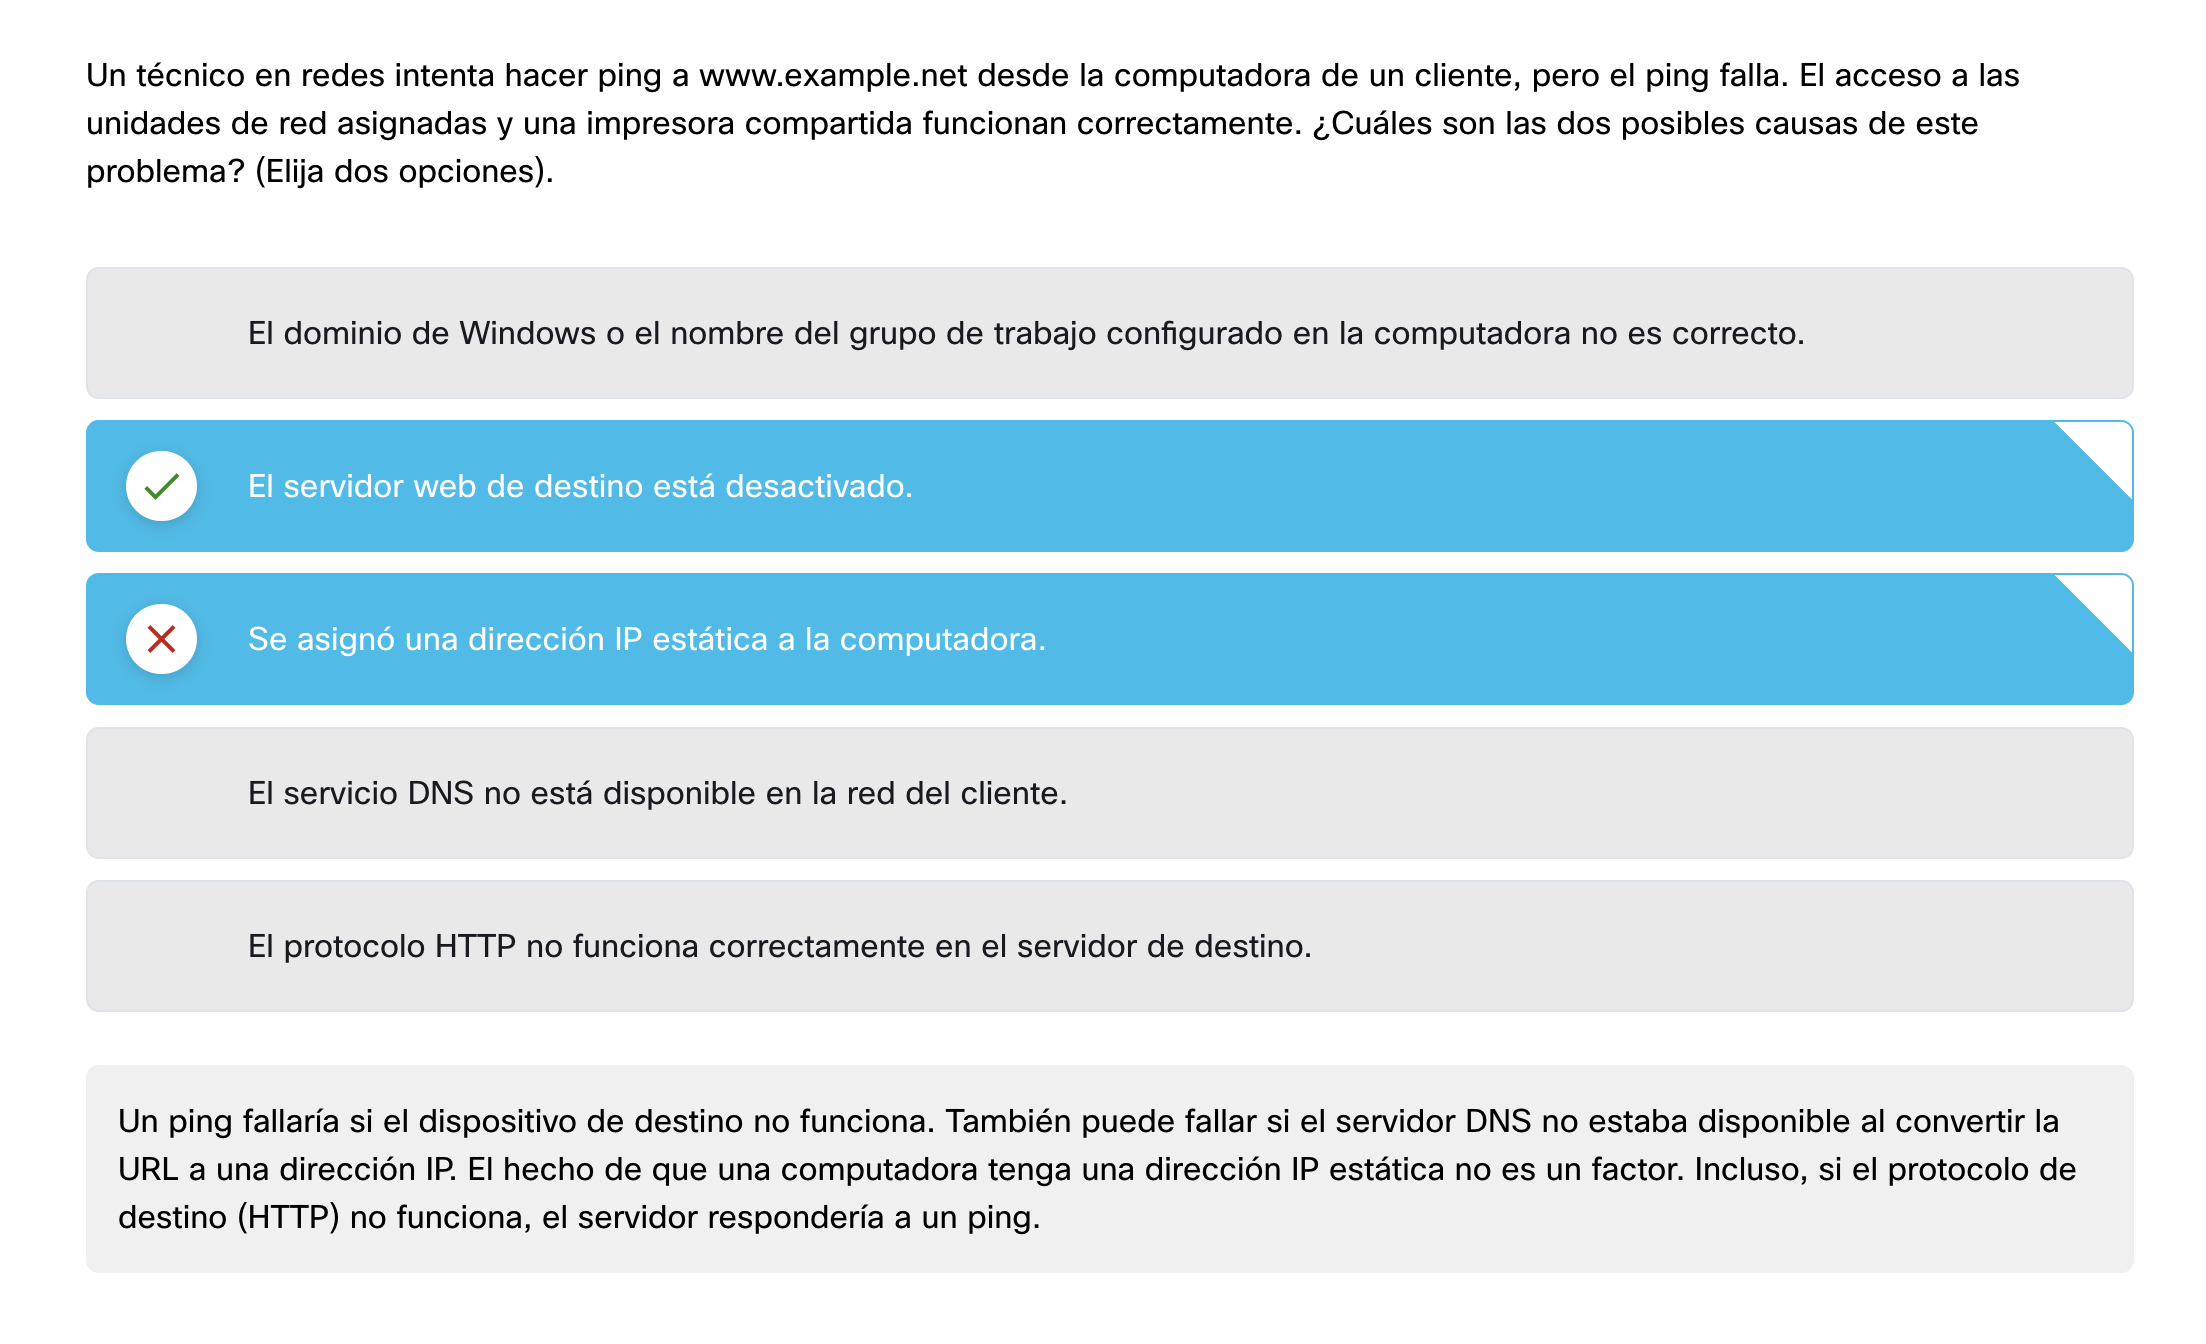 Un técnico en redes intenta hacer ping a www.example.net desde la computadora de un cliente, pero el ping falla. El acceso a las
unidades de red asignadas y una impresora compartida funcionan correctamente. ¿Cuáles son las dos posibles causas de este
problema? (Elija dos opciones).
El dominio de Windows o el nombre del grupo de trabajo configurado en la computadora no es correcto.
El servidor web de destino está desactivado.
Se asignó una dirección IP estática a la computadora.
El servicio DNS no está disponible en la red del cliente.
El protocolo HTTP no funciona correctamente en el servidor de destino.
Un ping fallaría si el dispositivo de destino no funciona. También puede fallar si el servidor DNS no estaba disponible al convertir la
URL a una dirección IP. El hecho de que una computadora tenga una dirección IP estática no es un factor. Incluso, si el protocolo de
destino (HTTP) no funciona, el servidor respondería a un ping.